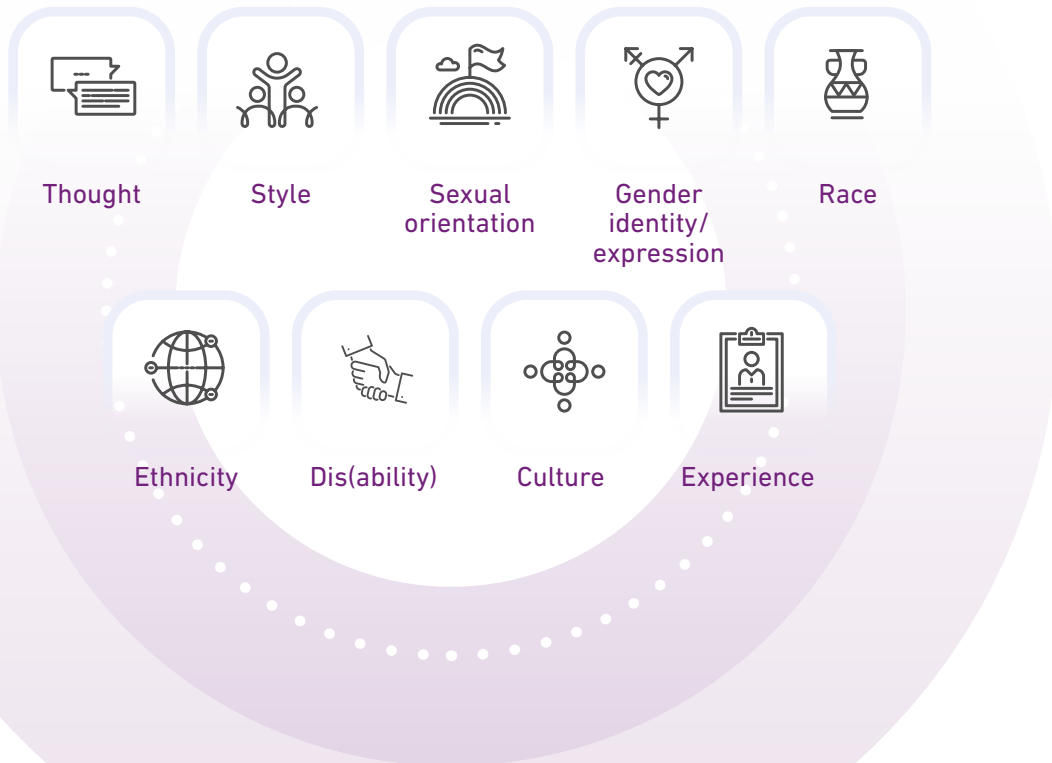 Thought
Style
Sexual
orientation
Gender
identity/
expression
Race
Ethnicity
Dis(ability)
Culture
Experience